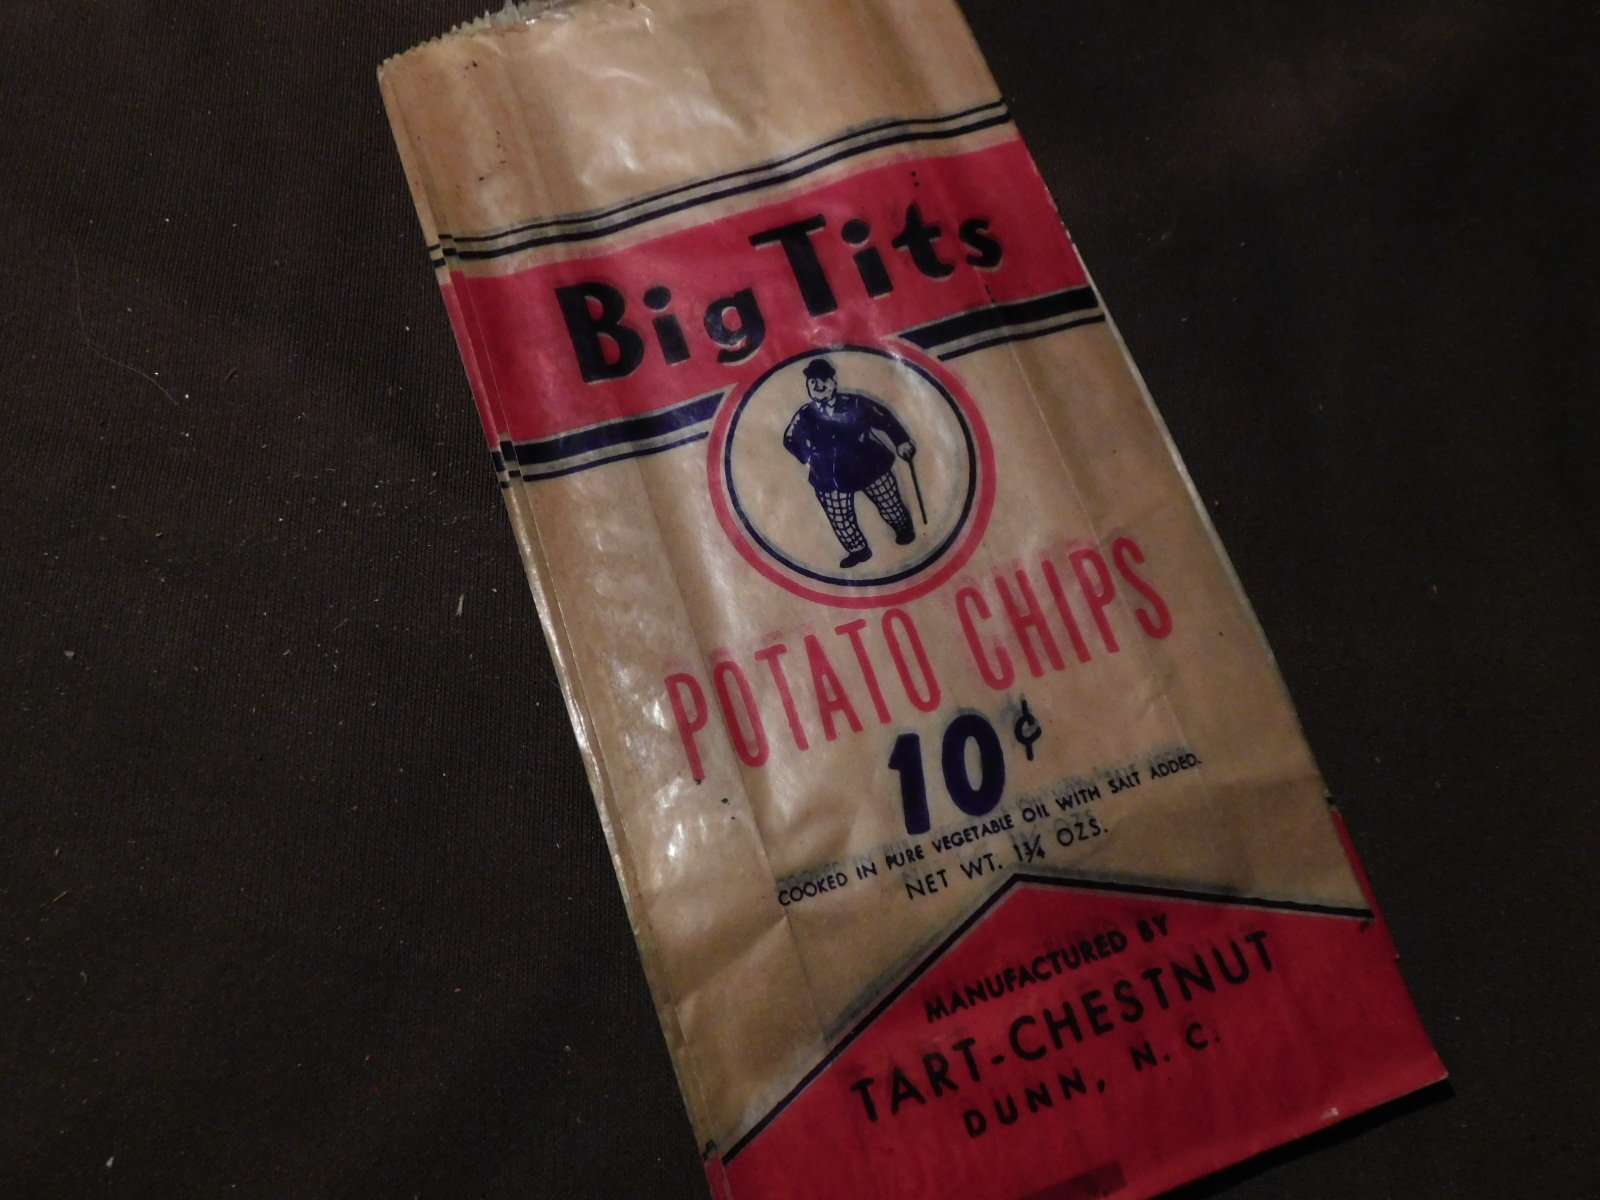 Big Tits
POTATO CHIPS
10¢
COOKED IN PURE VEGETABLE OIL WITH SALT ADDED.
NET WT. 1¾ OZS.
MANUFACTURED BY
TART-CHESTNUT
DUNN, N. C.